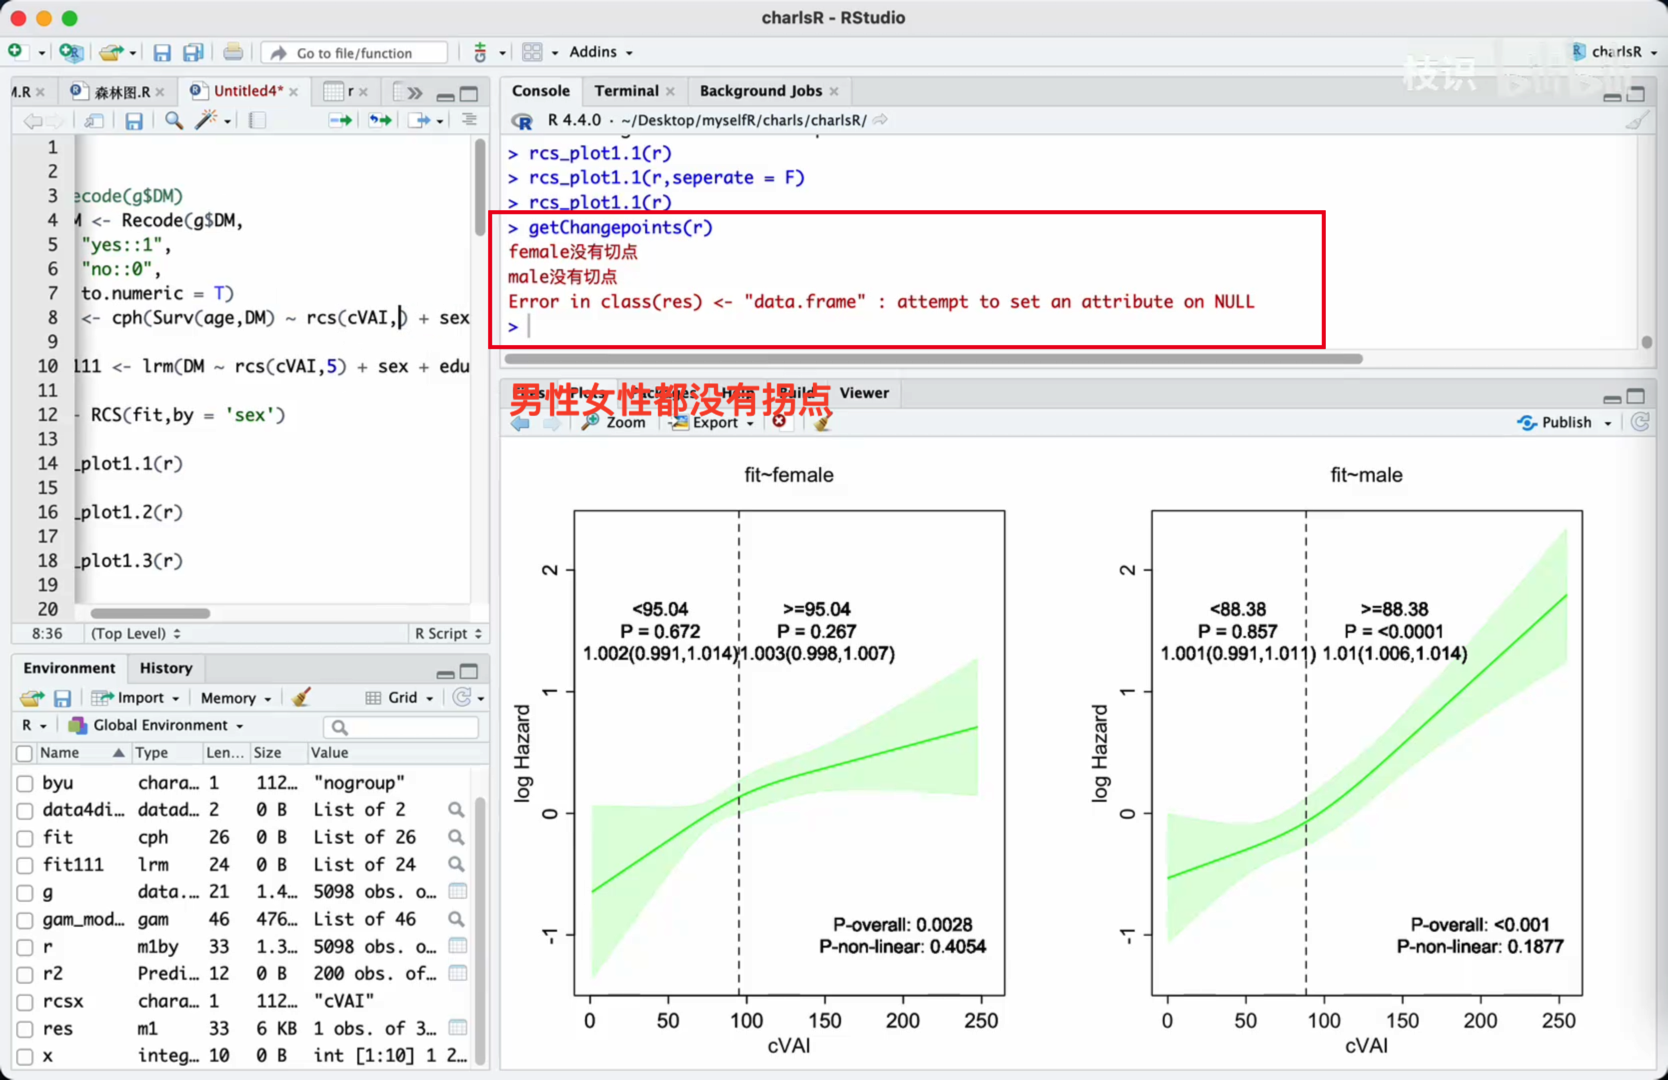 charlsR - RStudio
Go to file/function
Addins
charlsR
枝识 bilibili
M.R
森林图.R
Untitled4*
r
1
2
3 ecode(g$DM)
4 M <- Recode(g$DM,
5 "yes::1",
6 "no::0",
7 to.numeric = T)
8 <- cph(Surv(age,DM) ~ rcs(cVAI,) + sex
9
10 111 <- lrm(DM ~ rcs(cVAI,5) + sex + edu
11
12 - RCS(fit,by = 'sex')
13
14 _plot1.1(r)
15
16 _plot1.2(r)
17
18 _plot1.3(r)
19
20
8:36 (Top Level) R Script
Console Terminal Background Jobs
R 4.4.0 · ~/Desktop/myselfR/charls/charlsR/
> rcs_plot1.1(r)
> rcs_plot1.1(r,seperate = F)
> rcs_plot1.1(r)
> getChangepoints(r)
female没有切点
male没有切点
Error in class(res) <- "data.frame" : attempt to set an attribute on NULL
>
Plots Packages Help Build Viewer
男性女性都没有拐点
Zoom Export Publish
fit~female
<95.04 >=95.04
P = 0.672 P = 0.267
1.002(0.991,1.014) 1.003(0.998,1.007)
P-overall: 0.0028
P-non-linear: 0.4054
log Hazard
2
1
0
-1
0 50 100 150 200 250
cVAI
fit~male
<88.38 >=88.38
P = 0.857 P = <0.0001
1.001(0.991,1.011) 1.01(1.006,1.014)
P-overall: <0.001
P-non-linear: 0.1877
log Hazard
2
1
0
-1
0 50 100 150 200 250
cVAI
Environment History
Import Memory Grid
R Global Environment
Name Type Len... Size Value
byu chara... 1 112... "nogroup"
data4di... datad... 2 0 B List of 2
fit cph 26 0 B List of 26
fit111 lrm 24 0 B List of 24
g data.... 21 1.4... 5098 obs. o...
gam_mod... gam 46 476... List of 46
r m1by 33 1.3... 5098 obs. o...
r2 Predi... 12 0 B 200 obs. of...
rcsx chara... 1 112... "cVAI"
res m1 33 6 KB 1 obs. of 3...
x integ... 10 0 B int [1:10] 1 2...